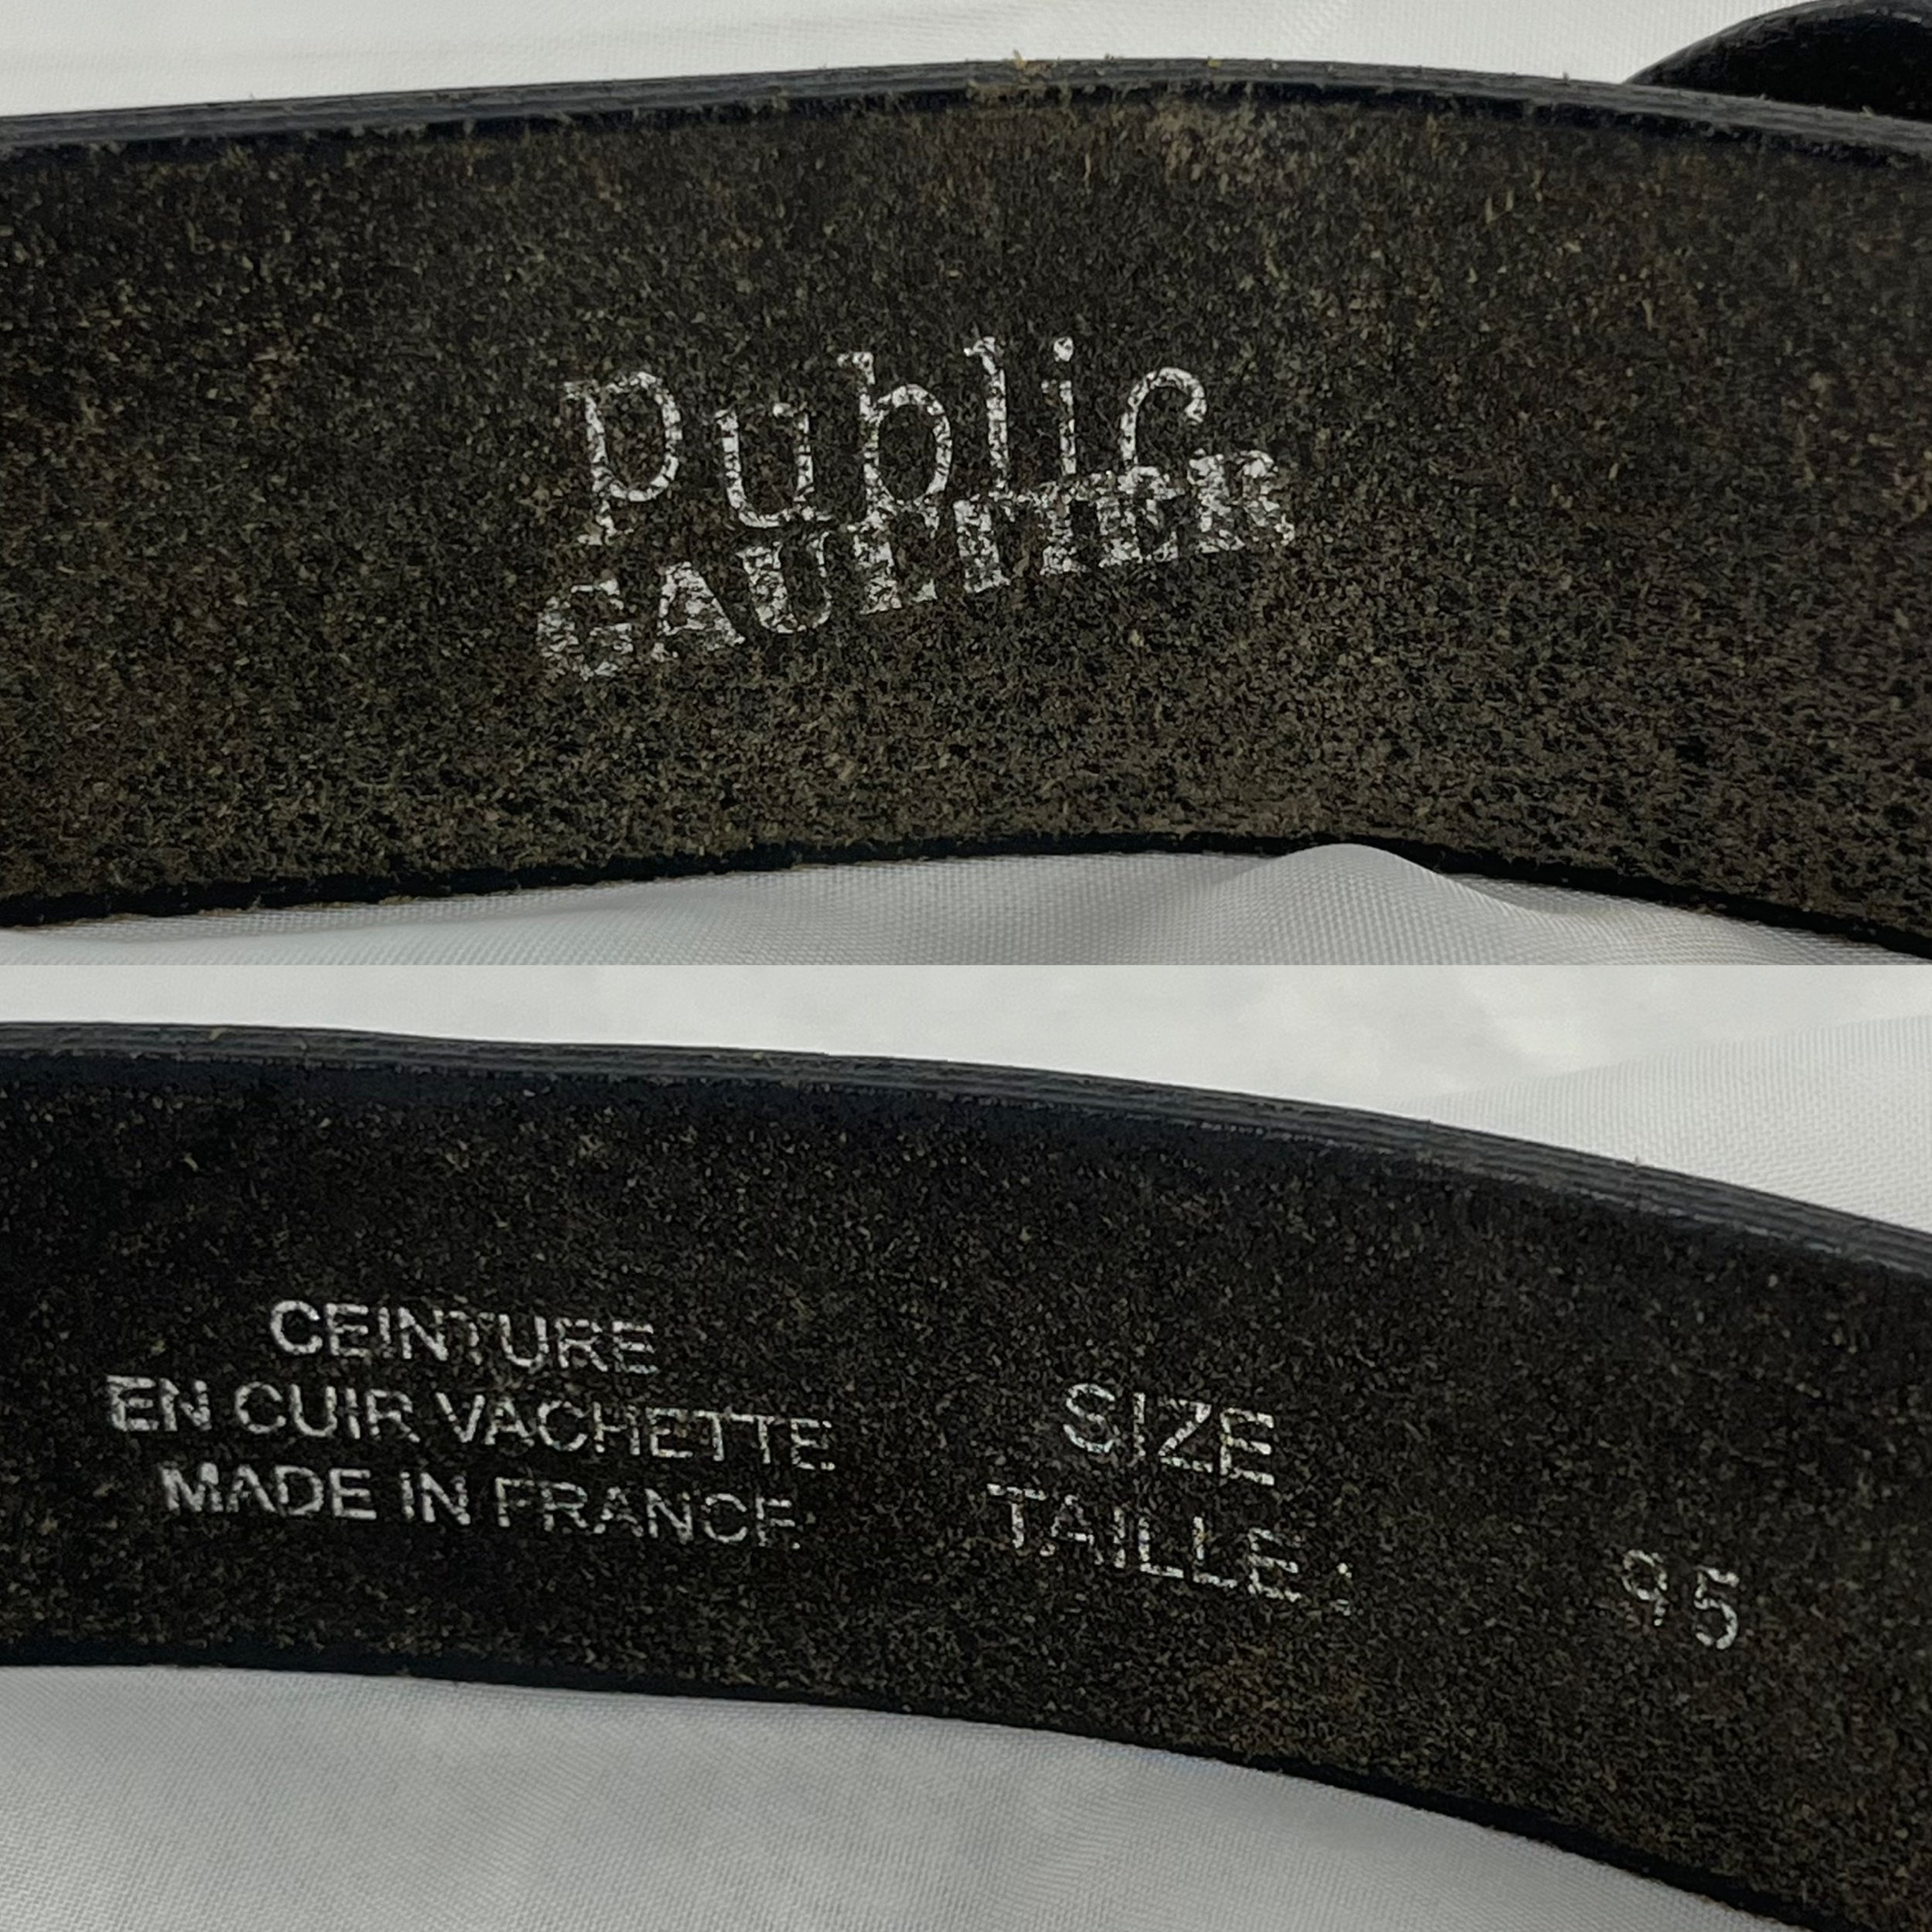 public
GAULTIER
CEINTURE
EN CUIR VACHETTE
MADE IN FRANCE
SIZE
TAILLE : 95